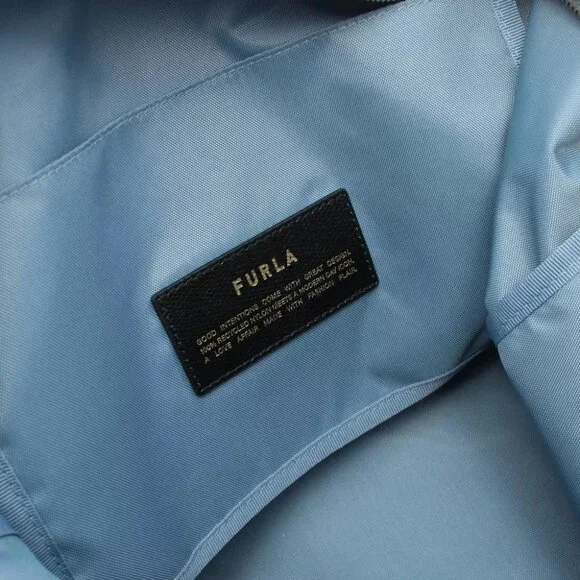 FURLA
GOOD INTENTIONS COME WITH GREAT DESIGN.
100% RECYCLED NYLON MEETS A MODERN DAY ICON.
A LOVE AFFAIR MADE WITH FASHION FLAIR.